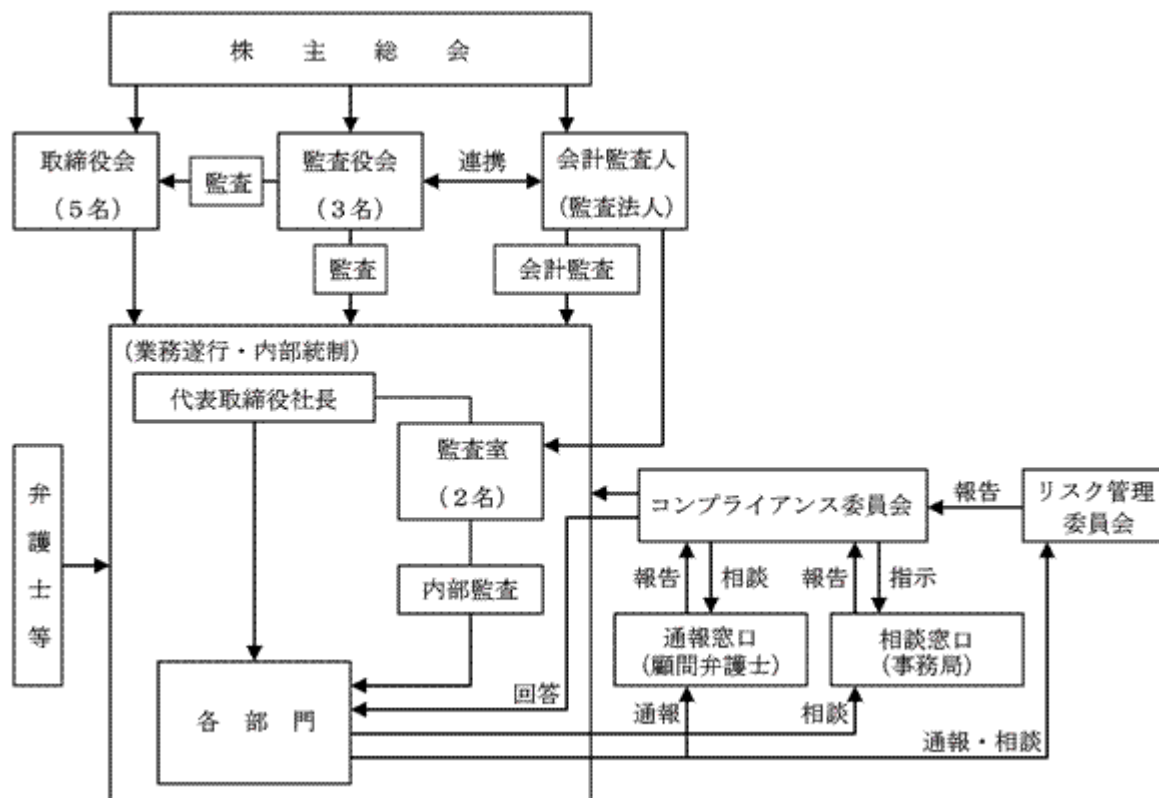 株主総会
取締役会
（5名）
監査
監査役会
（3名）
連携
会計監査人
（監査法人）
監査
会計監査
（業務遂行・内部統制）
代表取締役社長
監査室
（2名）
内部監査
各部門
弁護士等
コンプライアンス委員会
報告
リスク管理
委員会
報告
相談
報告
指示
通報窓口
（顧問弁護士）
相談窓口
（事務局）
回答
通報
相談
通報・相談